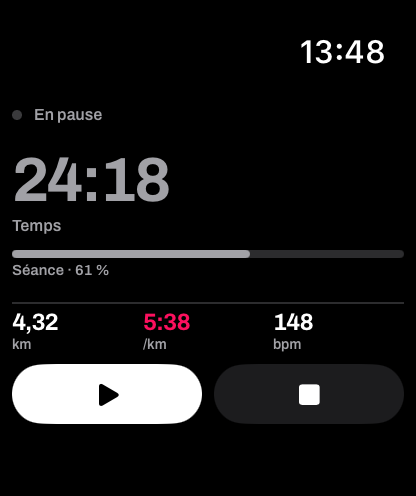 13:48
En pause
24:18
Temps
Séance · 61 %
4,32 5:38 148
km /km bpm